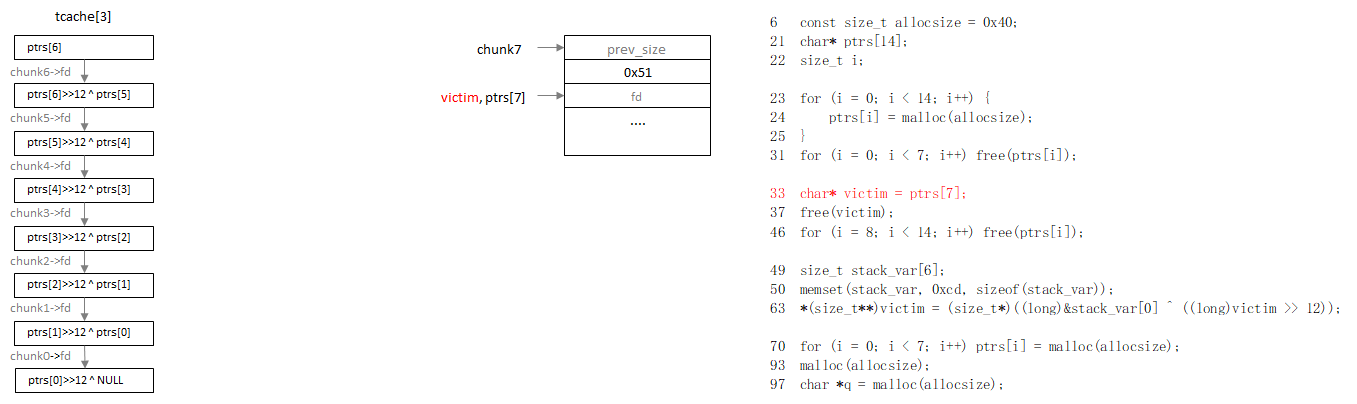 tcache[3]
ptrs[6]
chunk6->fd
ptrs[6]>>12 ^ ptrs[5]
chunk5->fd
ptrs[5]>>12 ^ ptrs[4]
chunk4->fd
ptrs[4]>>12 ^ ptrs[3]
chunk3->fd
ptrs[3]>>12 ^ ptrs[2]
chunk2->fd
ptrs[2]>>12 ^ ptrs[1]
chunk1->fd
ptrs[1]>>12 ^ ptrs[0]
chunk0->fd
ptrs[0]>>12 ^ NULL
chunk7
prev_size
0x51
victim, ptrs[7]
fd
....
6 const size_t allocsize = 0x40;
21 char* ptrs[14];
22 size_t i;
23 for (i = 0; i < 14; i++) {
24 ptrs[i] = malloc(allocsize);
25 }
31 for (i = 0; i < 7; i++) free(ptrs[i]);
33 char* victim = ptrs[7];
37 free(victim);
46 for (i = 8; i < 14; i++) free(ptrs[i]);
49 size_t stack_var[6];
50 memset(stack_var, 0xcd, sizeof(stack_var));
63 *(size_t**)victim = (size_t*)((long)&stack_var[0] ^ ((long)victim >> 12));
70 for (i = 0; i < 7; i++) ptrs[i] = malloc(allocsize);
93 malloc(allocsize);
97 char *q = malloc(allocsize);